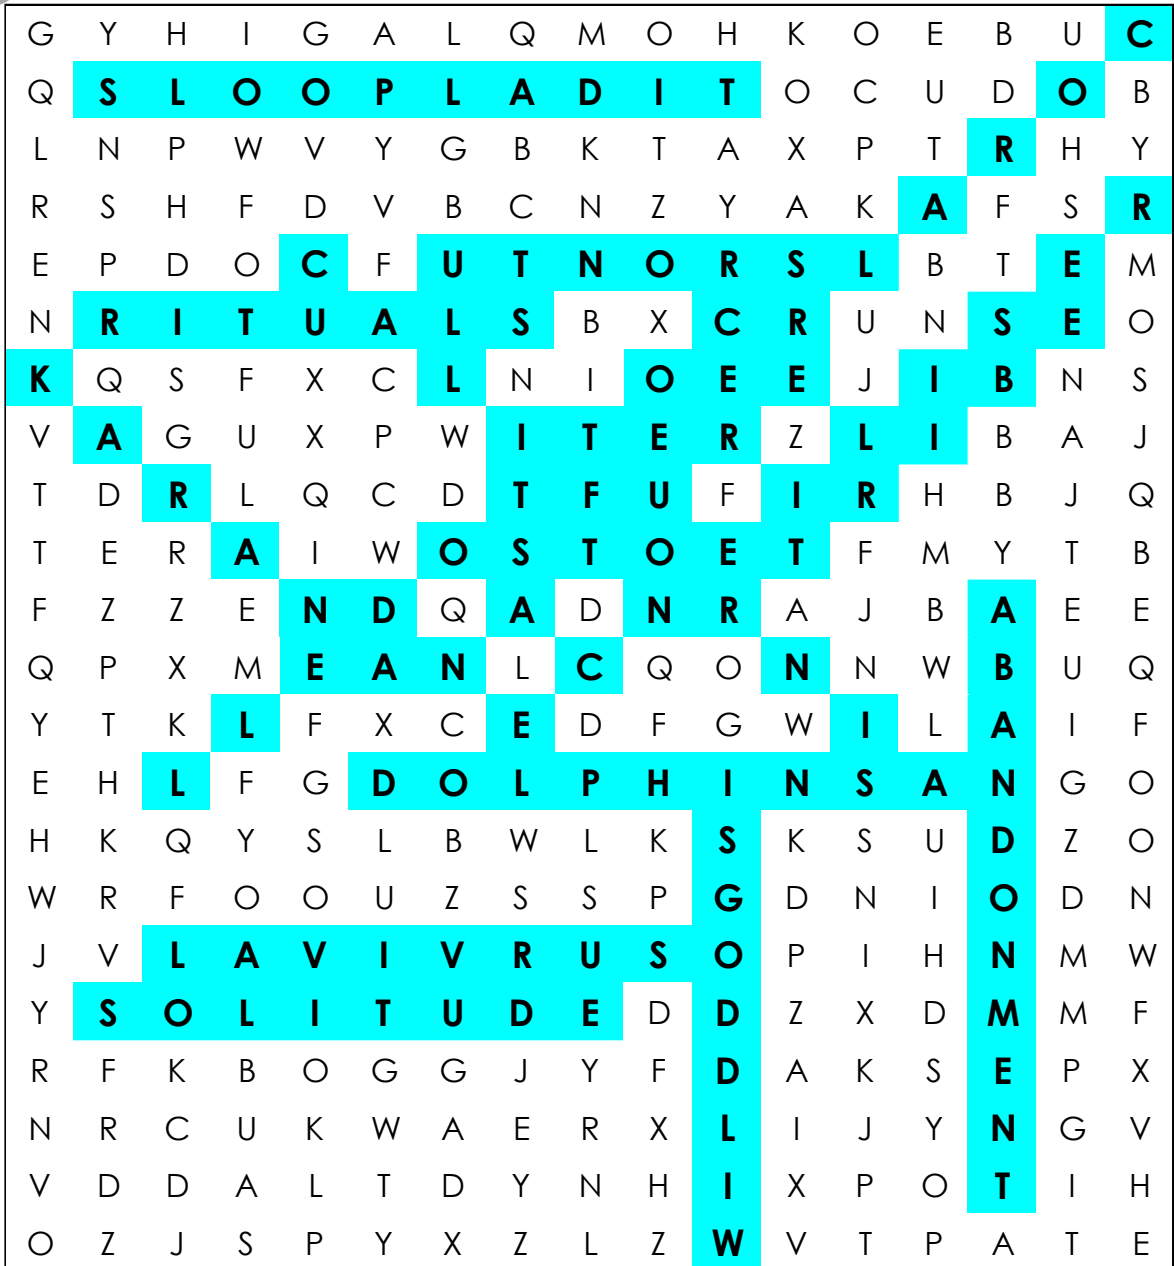 G Y H I G A L Q M O H K O E B U C
Q S L O O P L A D I T O C U D O B
L N P W V Y G B K T A X P T R H Y
R S H F D V B C N Z Y A K A F S R
E P D O C F U T N O R S L B T E M
N R I T U A L S B X C R U N S E O
K Q S F X C L N I O E E J I B N S
V A G U X P W I T E R Z L I B A J
T D R L Q C D T F U F I R H B J Q
T E R A I W O S T O E T F M Y T B
F Z Z E N D Q A D N R A J B A E E
Q P X M E A N L C Q O N N W B U Q
Y T K L F X C E D F G W I L A I F
E H L F G D O L P H I N S A N G O
H K Q Y S L B W L K S K S U D Z O
W R F O O U Z S S P G D N I O D N
J V L A V I V R U S O P I H N M W
Y S O L I T U D E D D Z X D M M F
R F K B O G G J Y F D A K S E P X
N R C U K W A E R X L I J Y N G V
V D D A L T D Y N H I X P O T I H
O Z J S P Y X Z L Z W V T P A T E